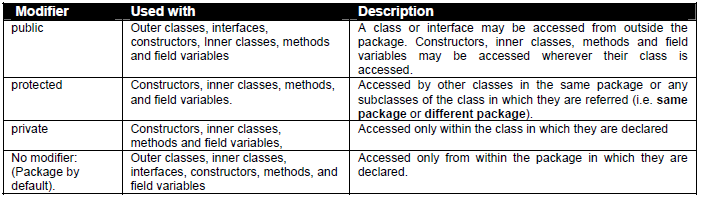 Modifier Used with Description
public
Outer classes, interfaces,
constructors, Inner classes, methods
and field variables
A class or interface may be accessed from outside the
package. Constructors, inner classes, methods and field
variables may be accessed wherever their class is
accessed.
protected
Constructors, inner classes, methods,
and field variables.
Accessed by other classes in the same package or any
subclasses of the class in which they are referred (i.e. same
package or different package).
private
Constructors, inner classes,
methods and field variables,
Accessed only within the class in which they are declared
No modifier:
(Package by
default).
Outer classes, inner classes,
interfaces, constructors, methods, and
field variables
Accessed only from within the package in which they are
declared.